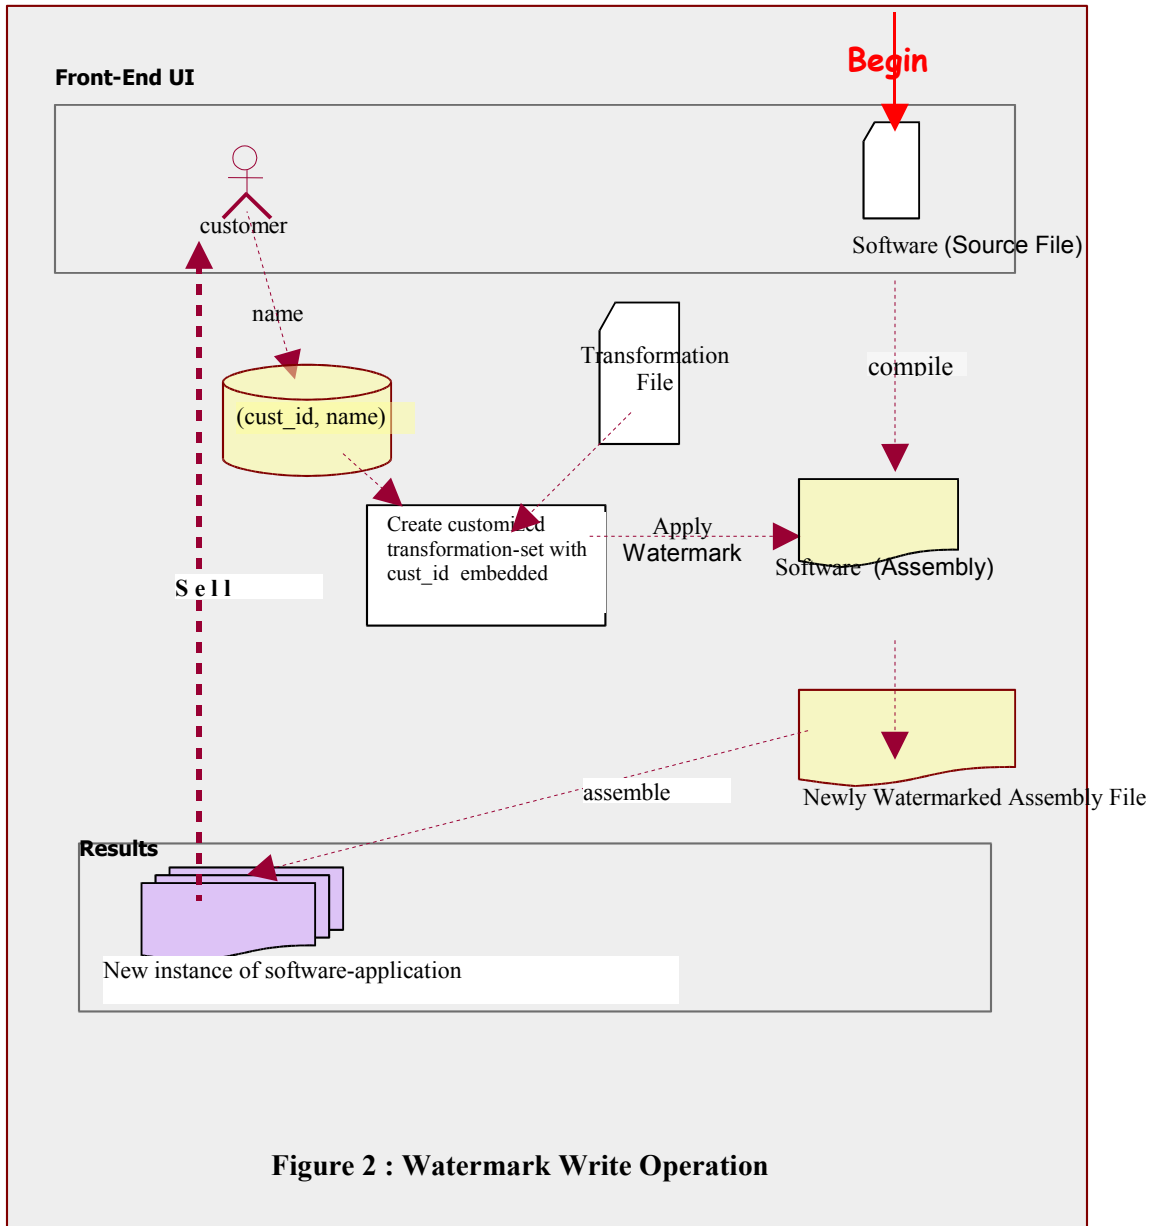 Begin
Front-End UI
customer
Software (Source File)
name
Transformation
File
compile
(cust_id, name)
Create customized
transformation-set with
cust_id embedded
Apply
Watermark
Software (Assembly)
Sell
assemble
Newly Watermarked Assembly File
Results
New instance of software-application
Figure 2 : Watermark Write Operation